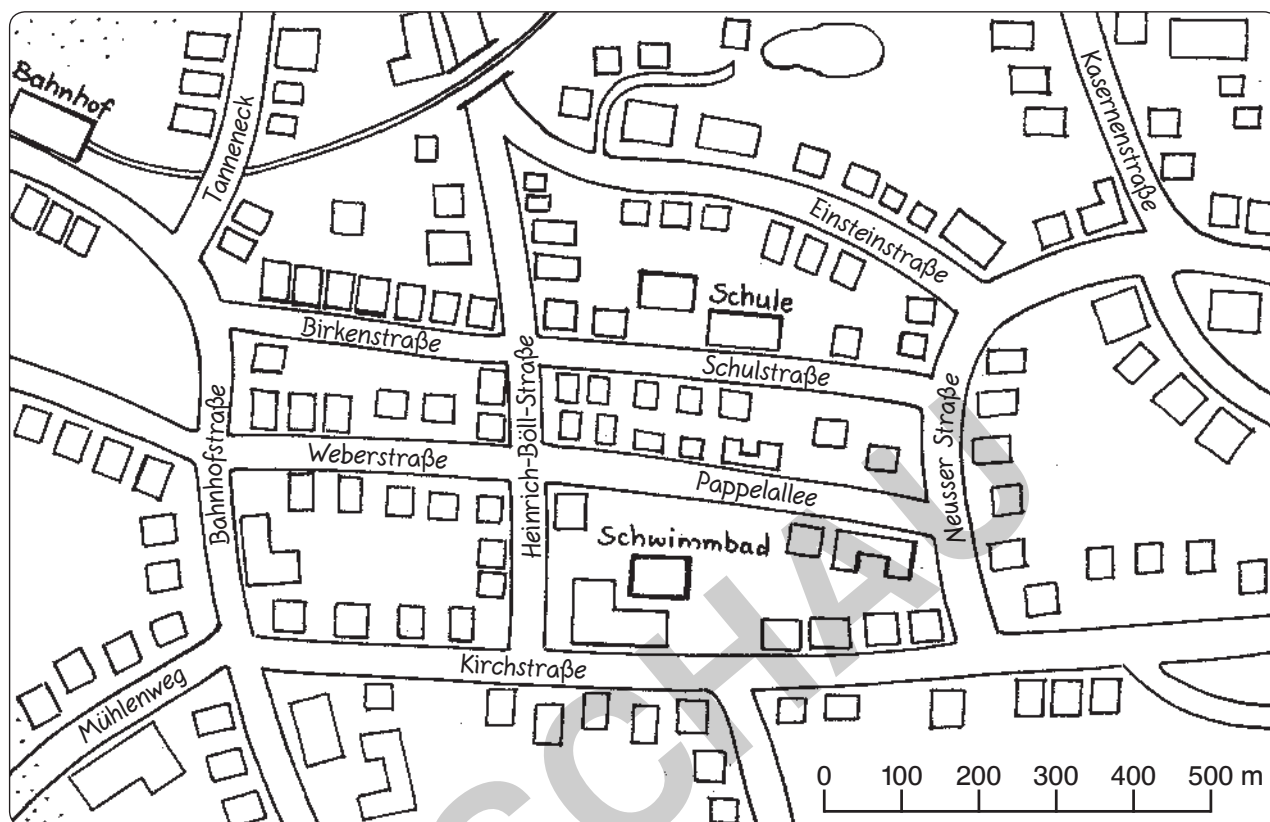 Bahnhof
Tanneneck
Kasernenstraße
Einsteinstraße
Schule
Birkenstraße
Schulstraße
Heinrich-Böll-Straße
Bahnhofstraße
Neusser Straße
Weberstraße
Pappelallee
Schwimmbad
Kirchstraße
Mühlenweg
0 100 200 300 400 500 m
SCHAU